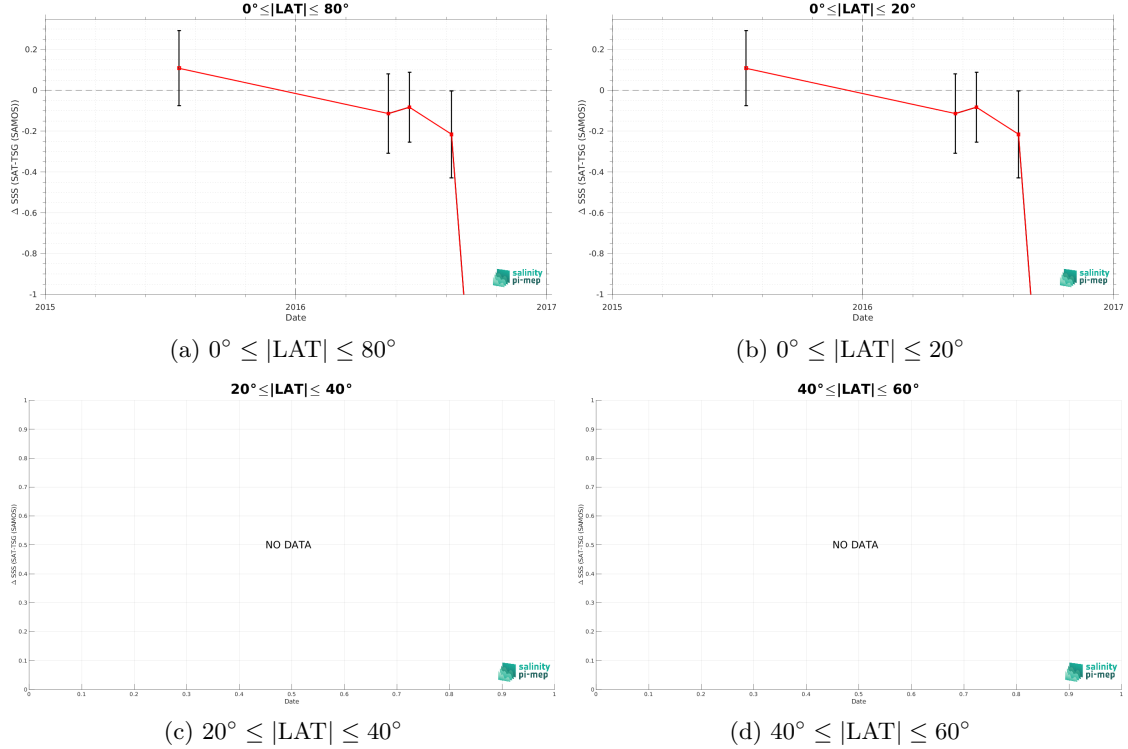 0°≤|LAT|≤ 80°
0.2
0
-0.2
-0.4
-0.6
-0.8
-1
Δ SSS (SAT-TSG (SAMOS))
2015
2016
2017
Date
salinity
pi-mep
(a) 0° ≤ |LAT| ≤ 80°
0°≤|LAT|≤ 20°
0.2
0
-0.2
-0.4
-0.6
-0.8
-1
Δ SSS (SAT-TSG (SAMOS))
2015
2016
2017
Date
salinity
pi-mep
(b) 0° ≤ |LAT| ≤ 20°
20°≤|LAT|≤ 40°
1
0.9
0.8
0.7
0.6
0.5
0.4
0.3
0.2
0.1
0
Δ SSS (SAT-TSG (SAMOS))
NO DATA
0 0.1 0.2 0.3 0.4 0.5 0.6 0.7 0.8 0.9 1
Date
salinity
pi-mep
(c) 20° ≤ |LAT| ≤ 40°
40°≤|LAT|≤ 60°
1
0.9
0.8
0.7
0.6
0.5
0.4
0.3
0.2
0.1
0
Δ SSS (SAT-TSG (SAMOS))
NO DATA
0 0.1 0.2 0.3 0.4 0.5 0.6 0.7 0.8 0.9 1
Date
salinity
pi-mep
(d) 40° ≤ |LAT| ≤ 60°